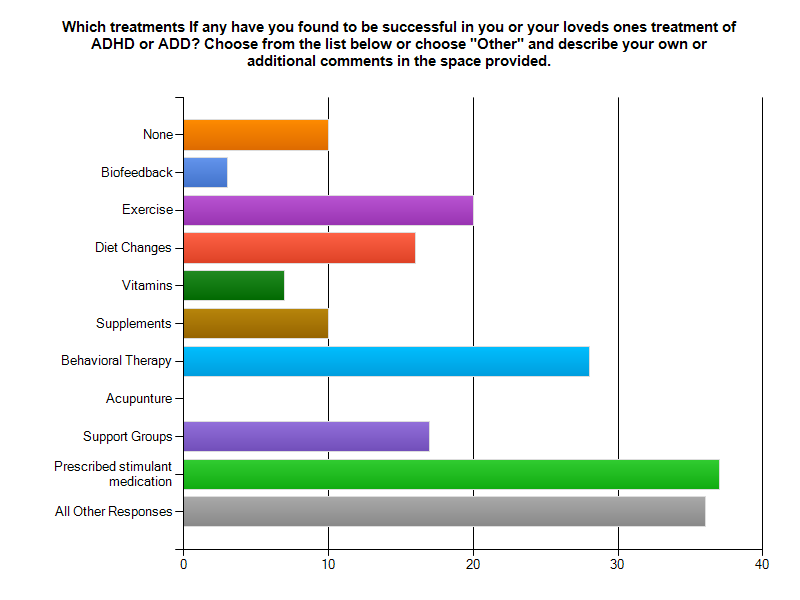 Which treatments If any have you found to be successful in you or your loveds ones treatment of
ADHD or ADD? Choose from the list below or choose "Other" and describe your own or
additional comments in the space provided.
None
Biofeedback
Exercise
Diet Changes
Vitamins
Supplements
Behavioral Therapy
Acupunture
Support Groups
Prescribed stimulant
medication
All Other Responses
0 10 20 30 40